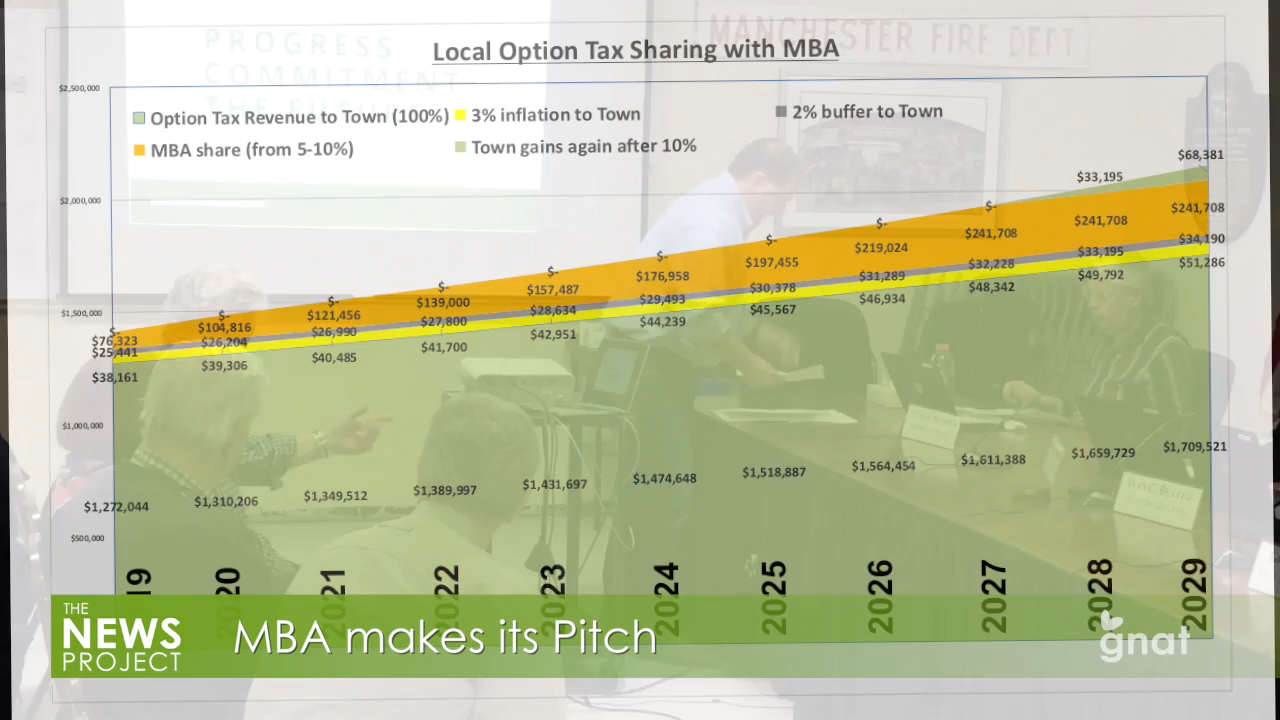 PROGRESS
COMMITMENT
MANCHESTER FIRE DEPT
Local Option Tax Sharing with MBA
$2,500,000
Option Tax Revenue to Town (100%) 3% inflation to Town 2% buffer to Town
MBA share (from 5-10%) Town gains again after 10%
$2,000,000
$1,500,000
$1,000,000
$500,000
$- $- $- $- $- $- $- $- $- $33,195 $68,381
$76,323 $104,816 $121,456 $139,000 $157,487 $176,958 $197,455 $219,024 $241,708 $241,708 $241,708
$25,441 $26,204 $26,990 $27,800 $28,634 $29,493 $30,378 $31,289 $32,228 $33,195 $34,190
$38,161 $39,306 $40,485 $41,700 $42,951 $44,239 $45,567 $46,934 $48,342 $49,792 $51,286
$1,272,044 $1,310,206 $1,349,512 $1,389,997 $1,431,697 $1,474,648 $1,518,887 $1,564,454 $1,611,388 $1,659,729 $1,709,521
19 2020 2021 2022 2023 2024 2025 2026 2027 2028 2029
THE
NEWS
PROJECT
MBA makes its Pitch
gnat